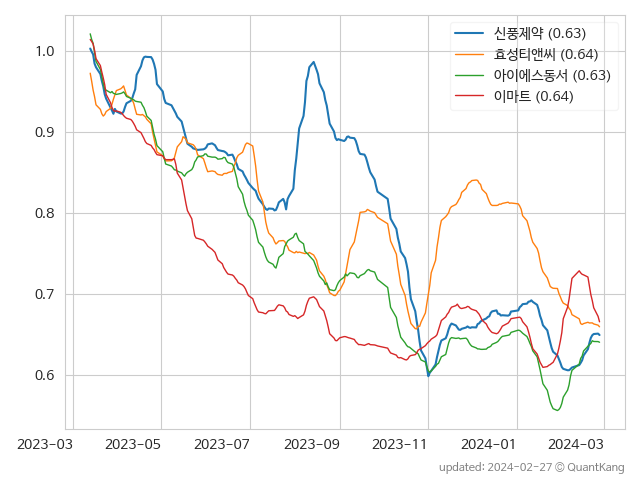 신풍제약 (0.63)
효성티앤씨 (0.64)
아이에스동서 (0.63)
이마트 (0.64)
1.0
0.9
0.8
0.7
0.6
2023-03 2023-05 2023-07 2023-09 2023-11 2024-01 2024-03
updated: 2024-02-27 © QuantKang